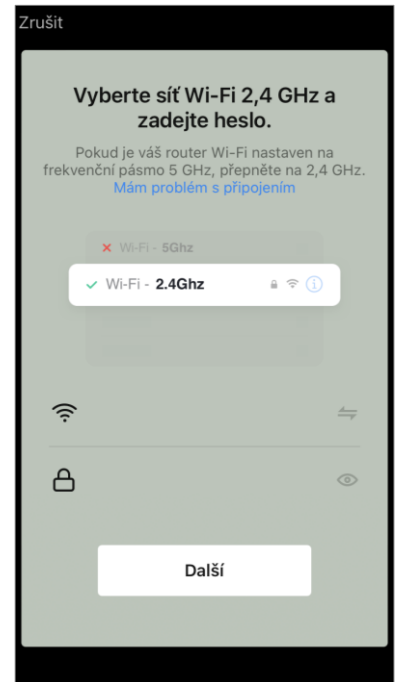 Zrušit
Vyberte síť Wi-Fi 2,4 GHz a
zadejte heslo.
Pokud je váš router Wi-Fi nastaven na
frekvenční pásmo 5 GHz, přepněte na 2,4 GHz.
Mám problém s připojením
Wi-Fi - 5Ghz
Wi-Fi - 2.4Ghz
Další